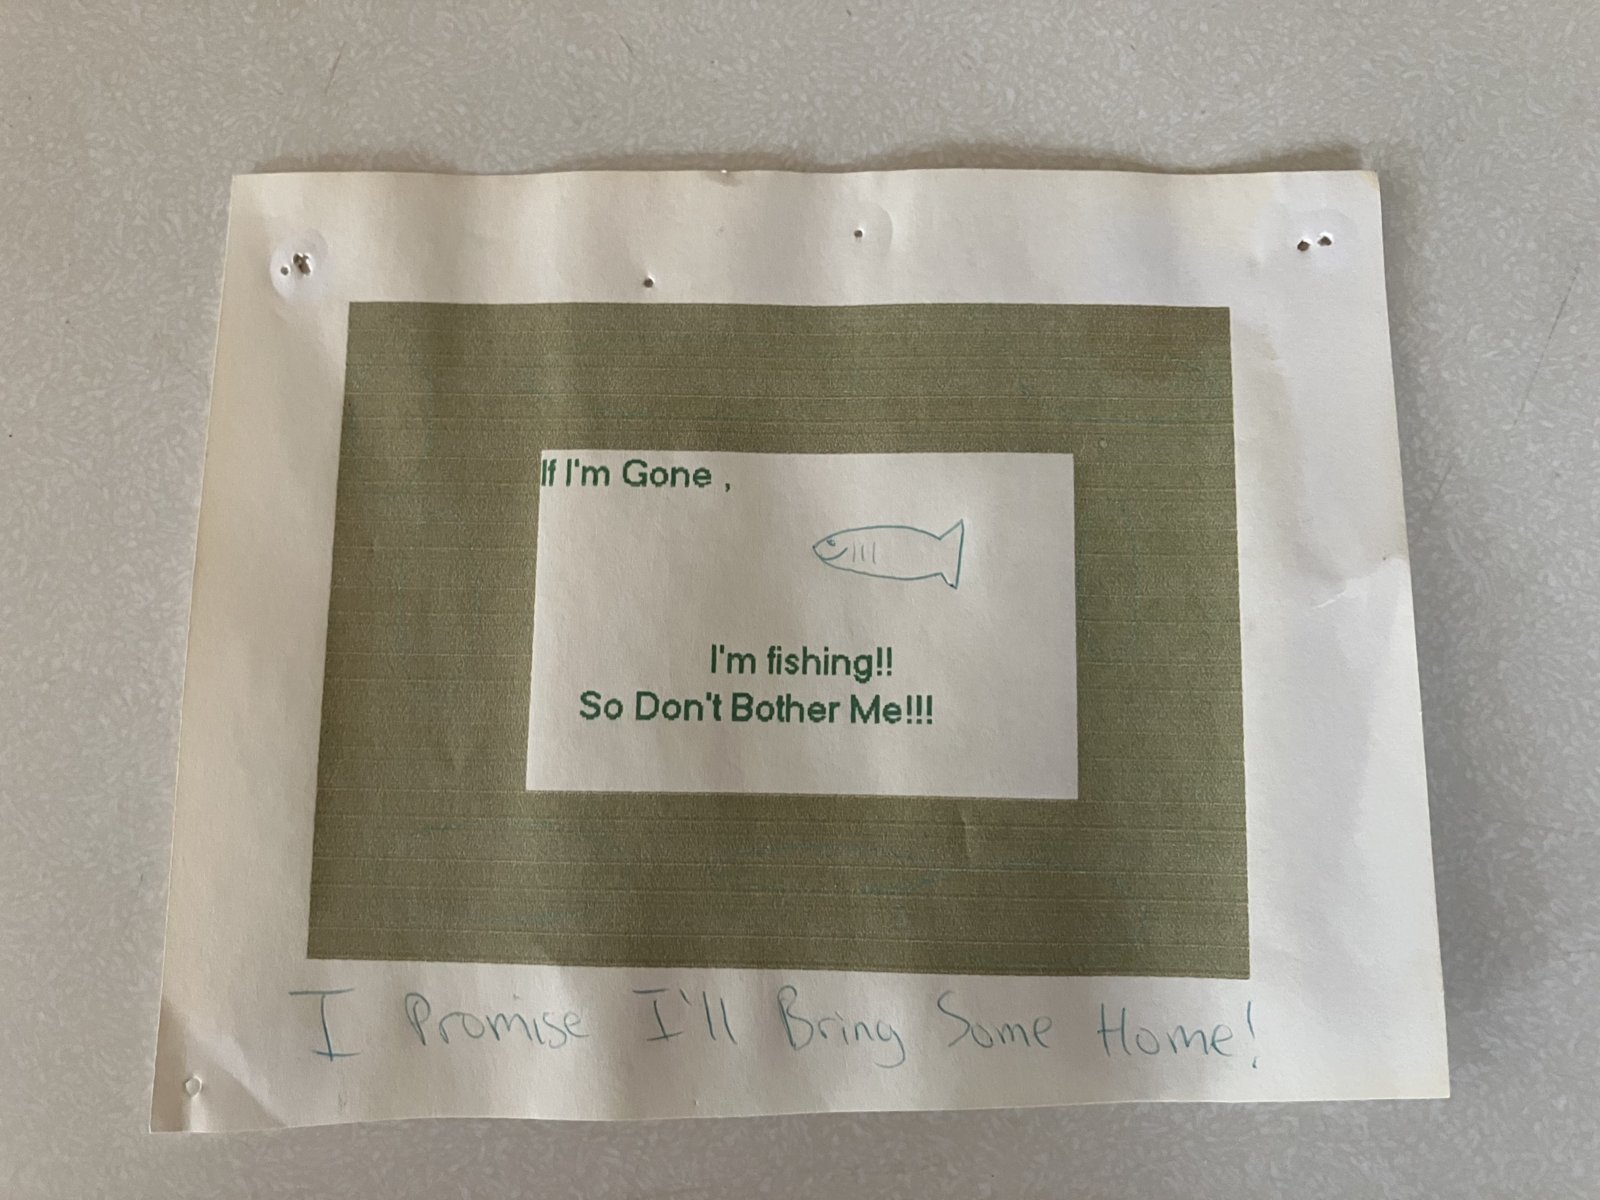 If I'm Gone ,
I'm fishing!!
So Don't Bother Me!!!
I Promise I'll Bring Some Home!